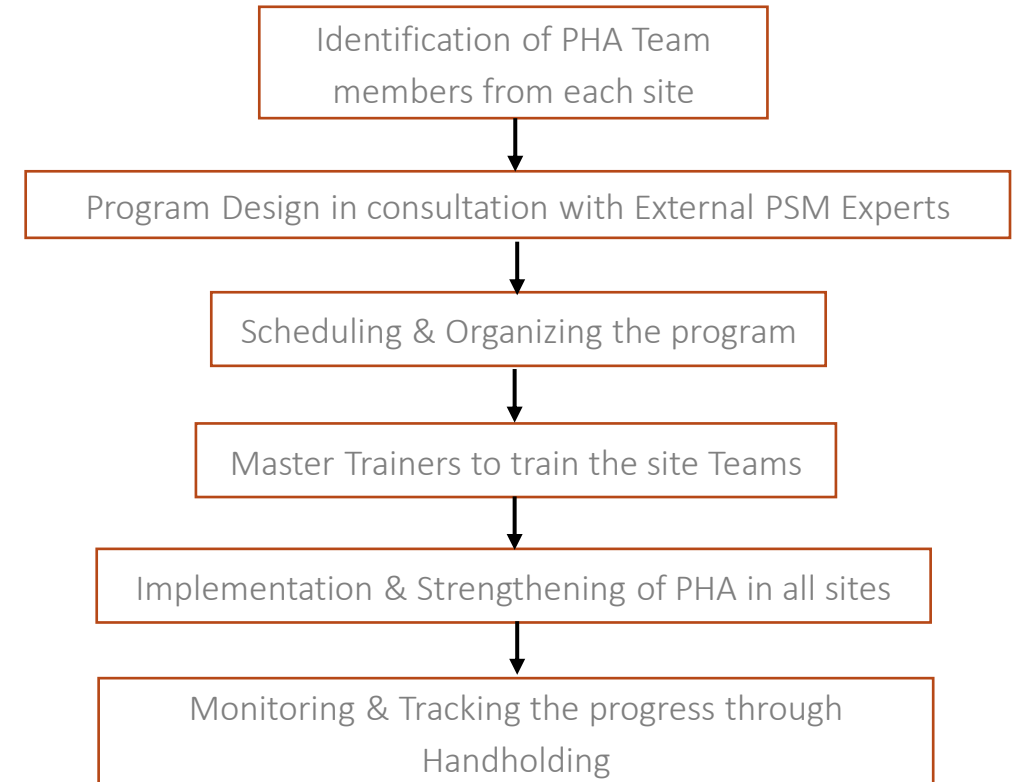 Identification of PHA Team
members from each site
Program Design in consultation with External PSM Experts
Scheduling & Organizing the program
Master Trainers to train the site Teams
Implementation & Strengthening of PHA in all sites
Monitoring & Tracking the progress through
Handholding